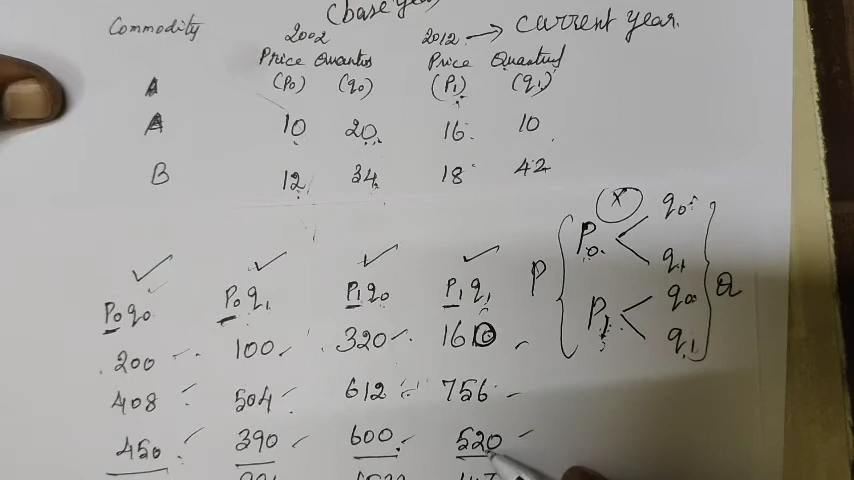 (base year
Commodity 2002 2012 → current year.
Price Quantity Price Quantity
(P0) (q0) (P1) (q1)
A
A 10 20 16 10
B 12 34 18 42
P0q0 P0q1 P1q0 P1q1
200 100 320 160
408 504 612 756
450 390 600 520
x
P P0 q0 q1 Q
P1 q0 q1